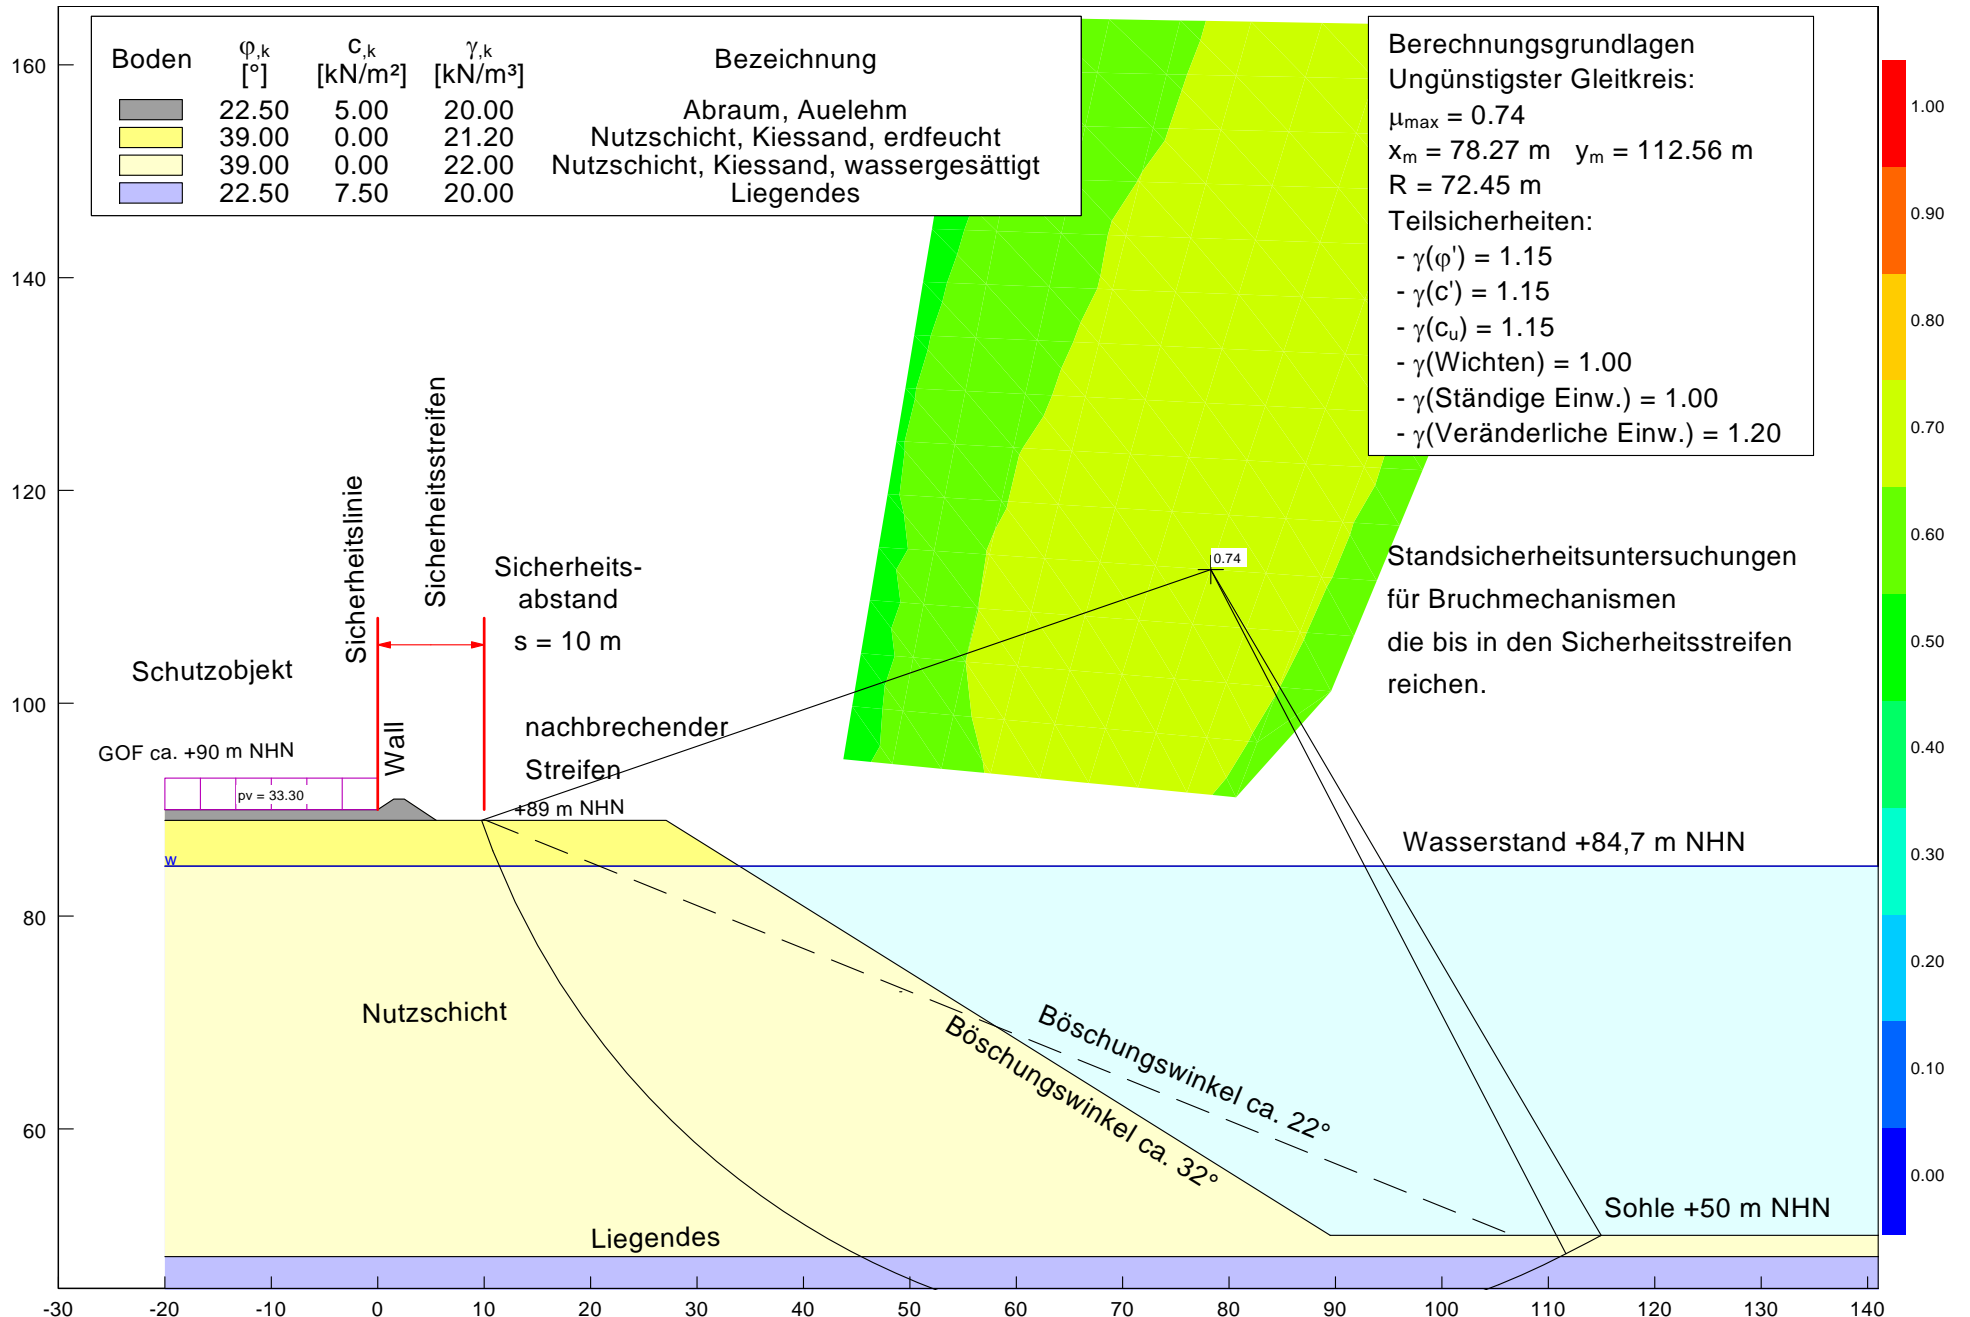 Boden φ,k c,k γ,k Bezeichnung
[°] [kN/m²] [kN/m³]
22.50 5.00 20.00 Abraum, Auelehm
39.00 0.00 21.20 Nutzschicht, Kiessand, erdfeucht
39.00 0.00 22.00 Nutzschicht, Kiessand, wassergesättigt
22.50 7.50 20.00 Liegendes
Berechnungsgrundlagen
Ungünstigster Gleitkreis:
μmax = 0.74
xm = 78.27 m ym = 112.56 m
R = 72.45 m
Teilsicherheiten:
- γ(φ') = 1.15
- γ(c') = 1.15
- γ(cu) = 1.15
- γ(Wichten) = 1.00
- γ(Ständige Einw.) = 1.00
- γ(Veränderliche Einw.) = 1.20
160
140
120
100
80
60
1.00
0.90
0.80
0.70
0.60
0.50
0.40
0.30
0.20
0.10
0.00
Sicherheitslinie
Sicherheitsstreifen
Sicherheits-
abstand
s = 10 m
0.74
Standsicherheitsuntersuchungen
für Bruchmechanismen
die bis in den Sicherheitsstreifen
reichen.
Schutzobjekt
GOF ca. +90 m NHN
Wall
nachbrechender
Streifen
pv = 33.30
+89 m NHN
Wasserstand +84,7 m NHN
w
Nutzschicht
Böschungswinkel ca. 22°
Böschungswinkel ca. 32°
Sohle +50 m NHN
Liegendes
-30 -20 -10 0 10 20 30 40 50 60 70 80 90 100 110 120 130 140